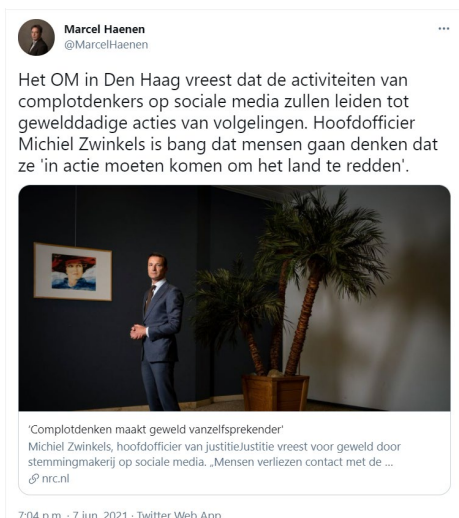 Marcel Haenen
@MarcelHaenen
Het OM in Den Haag vreest dat de activiteiten van
complotdenkers op sociale media zullen leiden tot
gewelddadige acties van volgelingen. Hoofdofficier
Michiel Zwinkels is bang dat mensen gaan denken dat
ze 'in actie moeten komen om het land te redden'.
'Complotdenken maakt geweld vanzelfsprekender'
Michiel Zwinkels, hoofdofficier van justitieJustitie vreest voor geweld door
stemmingmakerij op sociale media. „Mensen verliezen contact met de ...
nrc.nl
7:04 p.m. · 7 jun. 2021 · Twitter Web App